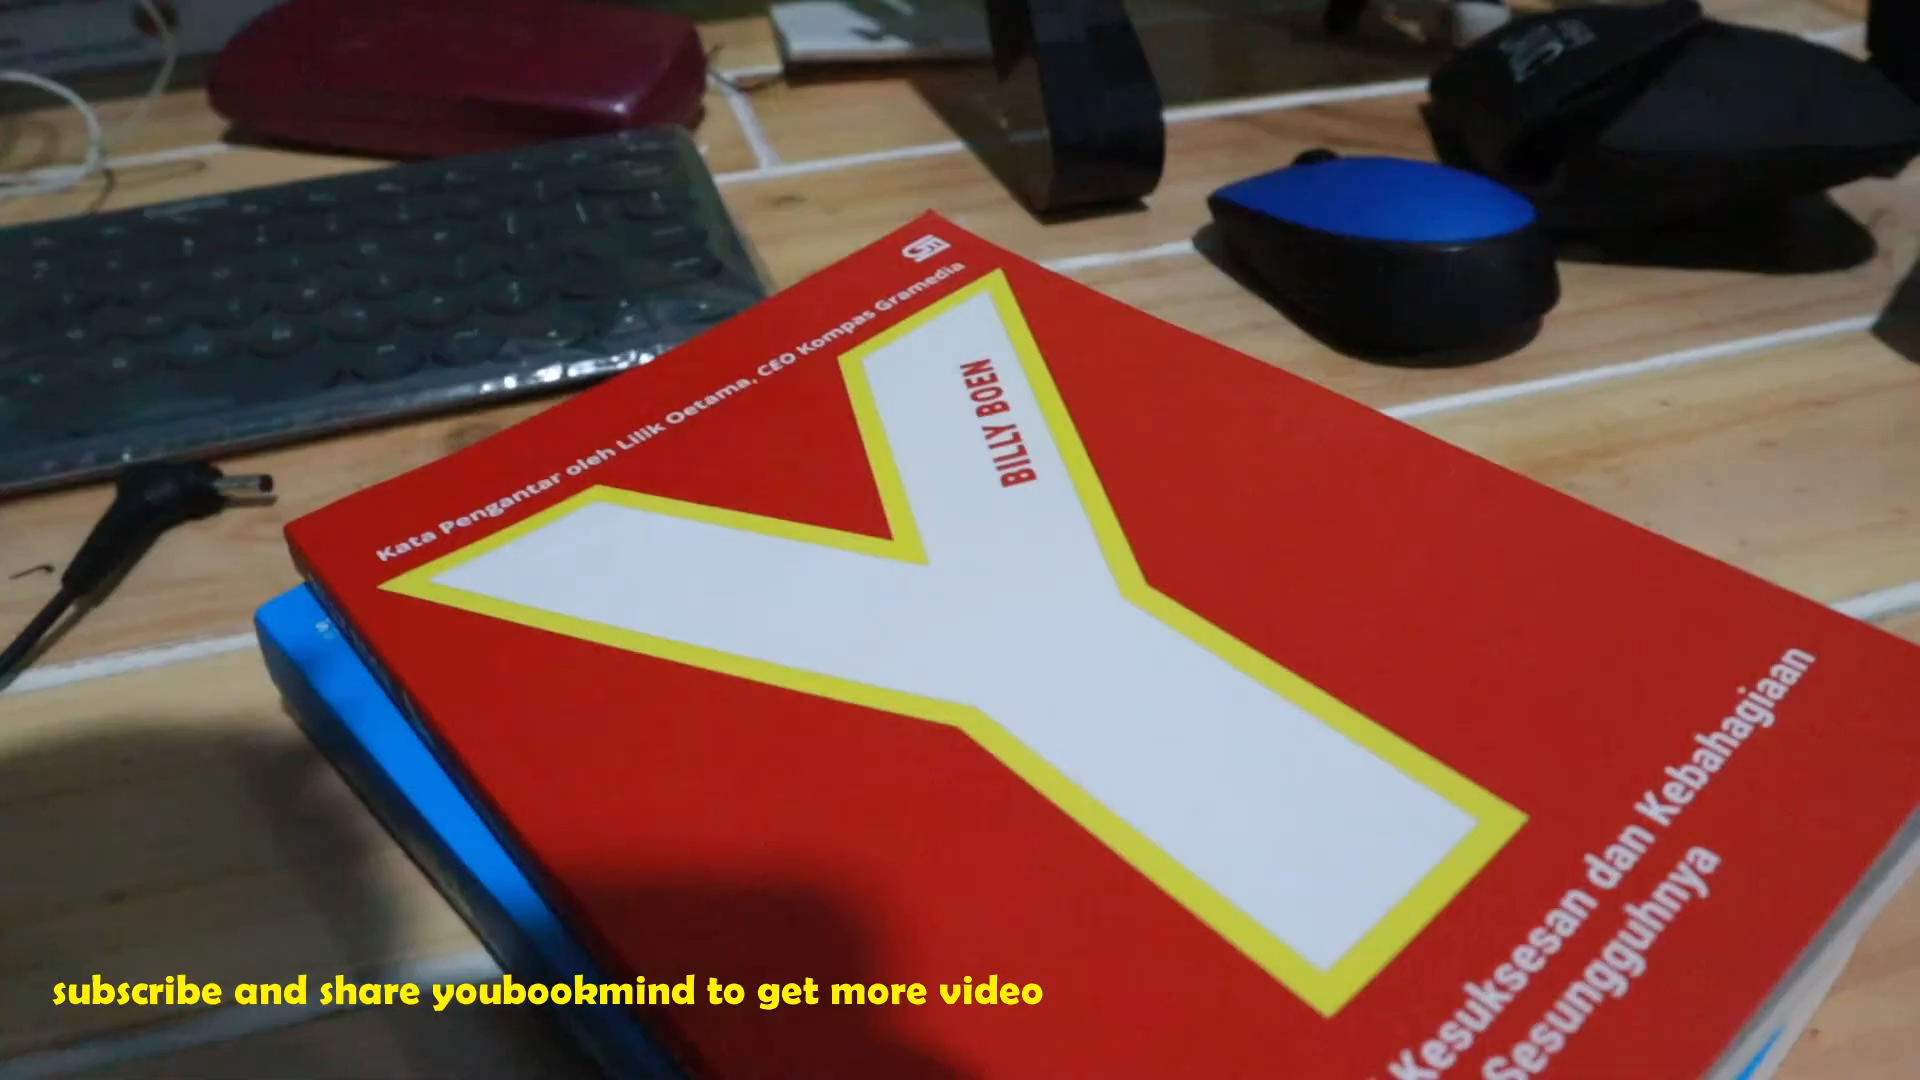 Kata Pengantar oleh Lilik Oetama, CEO Kompas Gramedia
Y
BILLY BOEN
Kesuksesan dan Kebahagiaan
Sesungguhnya
subscribe and share youbookmind to get more video